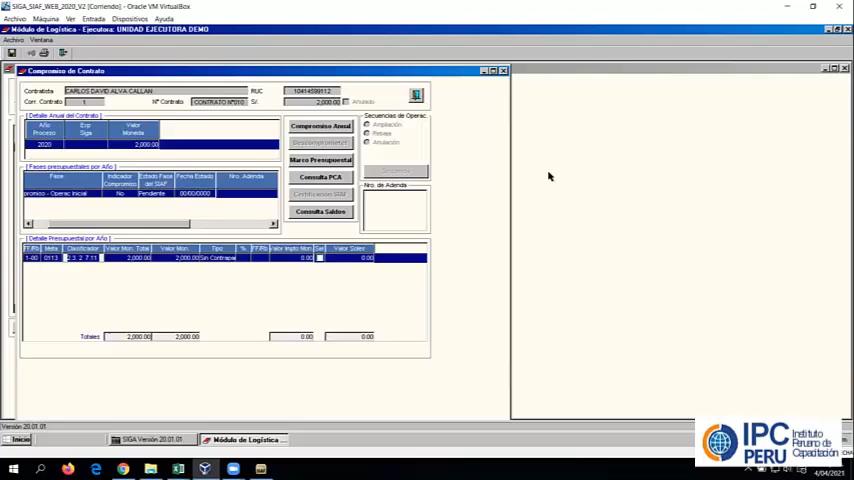 SIGA_SIAF_WEB_2020_V2 [Corriendo] - Oracle VM VirtualBox
Archivo Máquina Ver Entrada Dispositivos Ayuda
Módulo de Logística - Ejecutora: UNIDAD EJECUTORA DEMO
Archivo Ventana
Compromiso de Contrato
Contratista CARLOS DAVID ALVA CALLAN RUC 10414599112
Corr. Contrato 1 Nº Contrato CONTRATO Nº010 S/. 2,000.00 Anulado
[ Detalle Anual del Contrato ]
Año Proceso Exp Siga Valor Moneda
2020 2,000.00
Compromiso Anual
Descomprometer
Marco Presupuestal
Consulta PCA
Certificación SIAF
Consulta Saldos
Secuencias de Operac.
Ampliación
Rebaja
Anulación
Secuencia
Nro. de Adenda
[ Fases presupuestales por Año ]
Fase Indicador Compromiso Estado Fase del SIAF Fecha Estado Nro. Adenda
promiso - Operac Inicial No Pendiente 00/00/0000
[ Detalle Presupuestal por Año ]
FF/Rb Meta Clasificador Valor Mon. Total Valor Mon. Tipo % FF/Rb Valor Impto Mon. Sel Valor Soles
1-00 0113 2.3. 2 7.11 2,000.00 2,000.00 Sin Contrapar 0.00 0.00
Totales 2,000.00 2,000.00 0.00 0.00
Versión 20.01.01
Inicio SIGA Versión 20.01.01 Módulo de Logística ...
IPC PERU
Instituto Peruano de Capacitación
4/04/2021